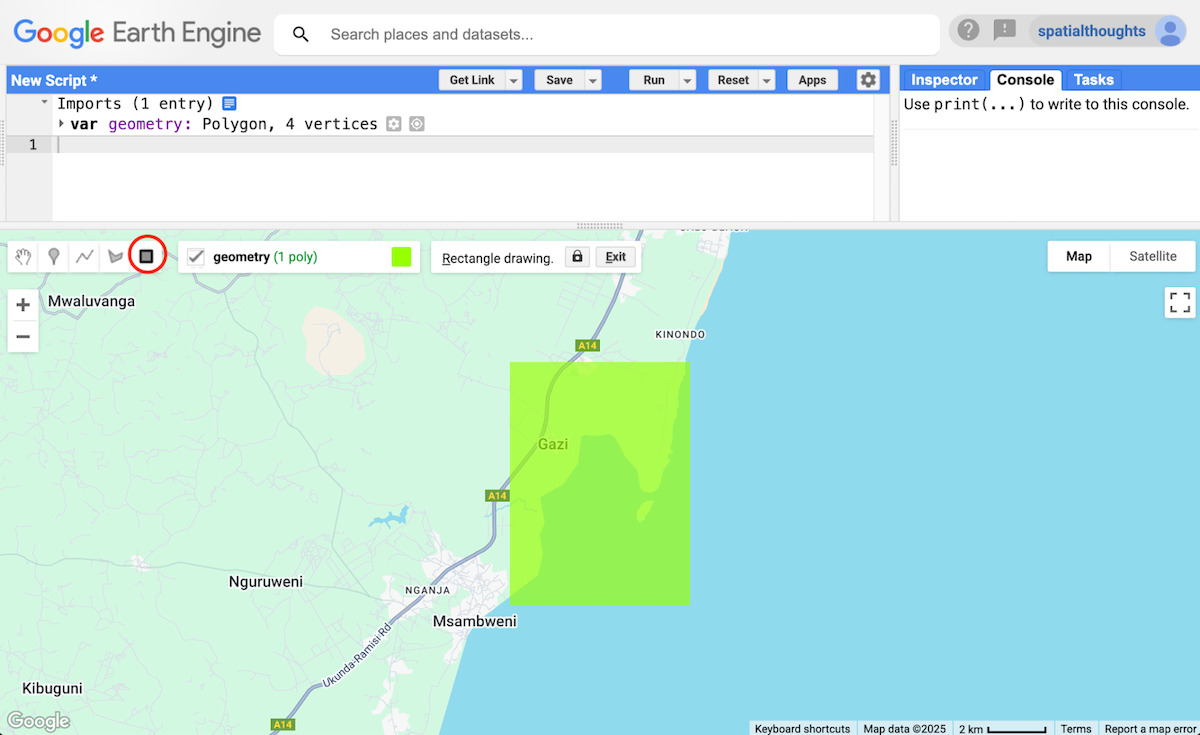 Google Earth Engine
Search places and datasets...
spatialthoughts
New Script *
Get Link
Save
Run
Reset
Apps
Inspector
Console
Tasks
Imports (1 entry)
var geometry: Polygon, 4 vertices
1
Use print(...) to write to this console.
geometry (1 poly)
Rectangle drawing.
Exit
Map
Satellite
Mwaluvanga
KINONDO
A14
Gazi
A14
Nguruweni
NGANJA
Msambweni
Ukunda-Ramisi Rd
Kibuguni
A14
Google
Keyboard shortcuts
Map data ©2025
2 km
Terms
Report a map error